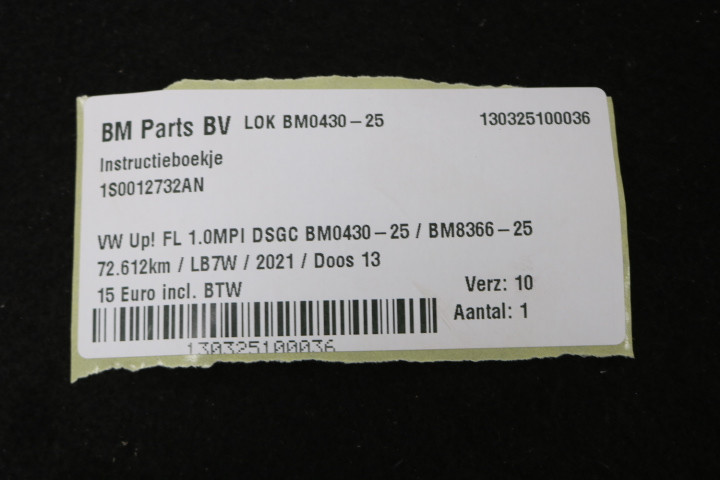 BM Parts BV LOK BM0430-25 130325100036
Instructieboekje
1S0012732AN
VW Up! FL 1.0MPI DSGC BM0430-25 / BM8366-25
72.612km / LB7W / 2021 / Doos 13
15 Euro incl. BTW Verz: 10
Aantal: 1
130325100036